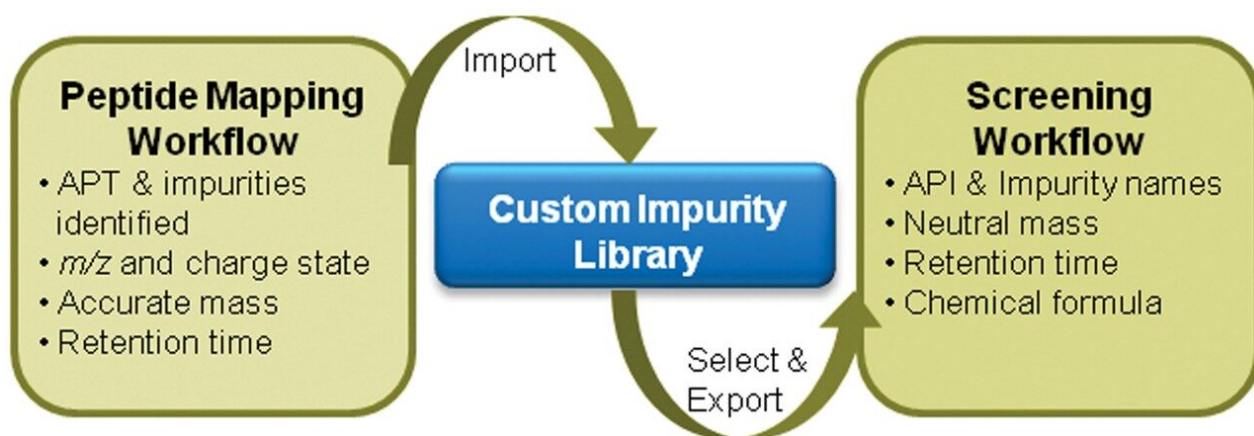 Peptide Mapping
Workflow
• APT & impurities
identified
• m/z and charge state
• Accurate mass
• Retention time
Import
Custom Impurity
Library
Select &
Export
Screening
Workflow
• API & Impurity names
• Neutral mass
• Retention time
• Chemical formula